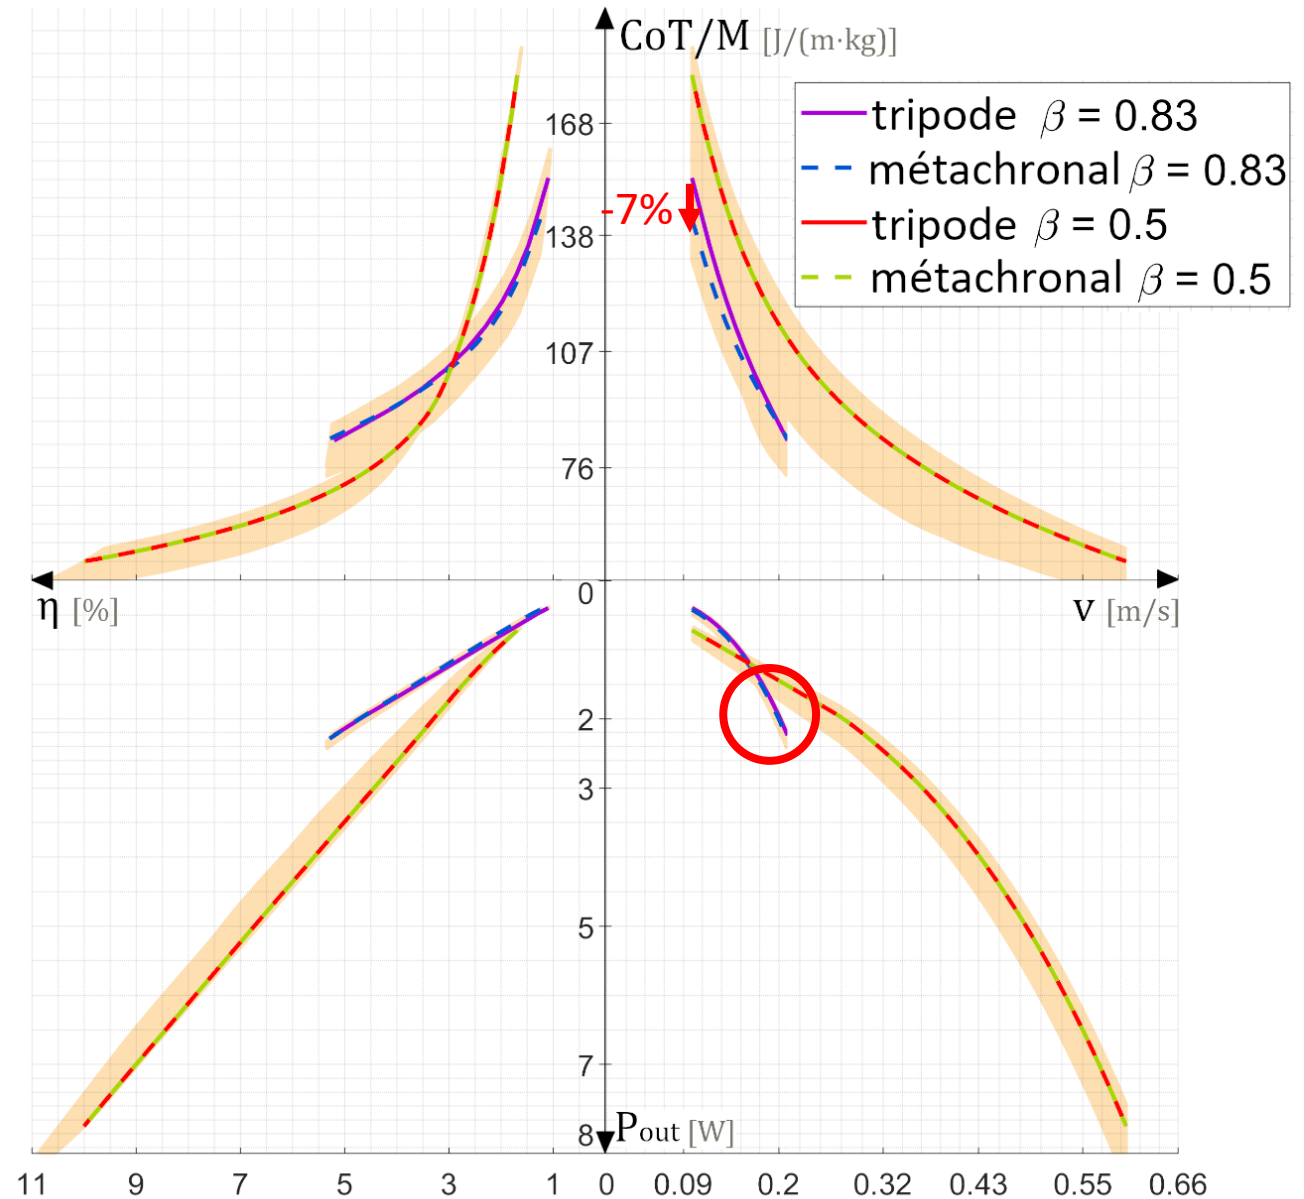 CoT/M [J/(m·kg)]
tripode β = 0.83
métachronal β = 0.83
tripode β = 0.5
métachronal β = 0.5
168
-7%
138
107
76
0
η [%]
v [m/s]
2
3
5
7
8
Pout [W]
11 9 7 5 3 1 0 0.09 0.2 0.32 0.43 0.55 0.66